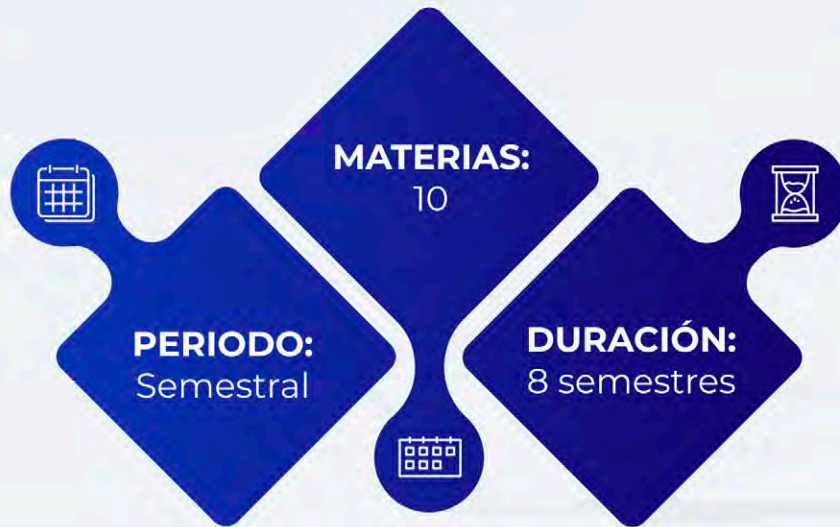 MATERIAS:
10
PERIODO:
Semestral
DURACIÓN:
8 semestres